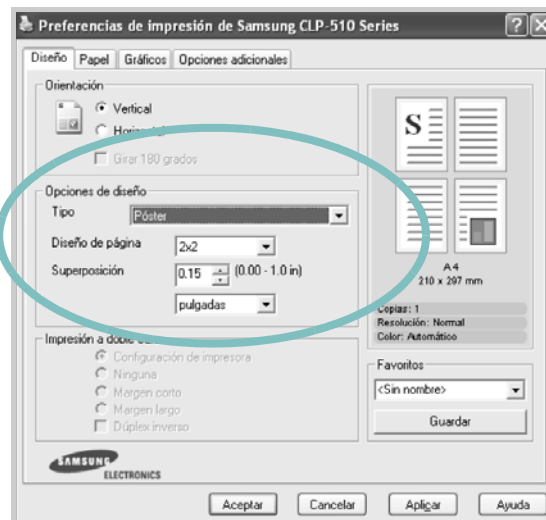 Preferencias de impresión de Samsung CLP-510 Series
Diseño Papel Gráficos Opciones adicionales
Orientación
Vertical
Horizontal
Girar 180 grados
Opciones de diseño
Tipo Póster
Diseño de página 2x2
Superposición 0.15 (0.00 - 1.0 in)
pulgadas
Impresión a doble
Configuración de impresora
Ninguna
Margen corto
Margen largo
Dúplex inverso
S
A4
210 x 297 mm
Copias: 1
Resolución: Normal
Color: Automático
Favoritos
<Sin nombre>
Guardar
SAMSUNG
ELECTRONICS
Aceptar Cancelar Aplicar Ayuda